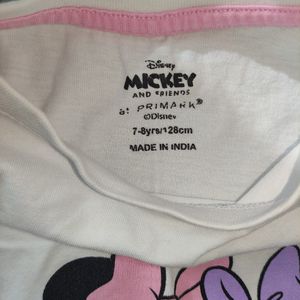 Disney
MICKEY
AND FRIENDS
at PRIMARK®
©Disney
7-8yrs/128cm
MADE IN INDIA